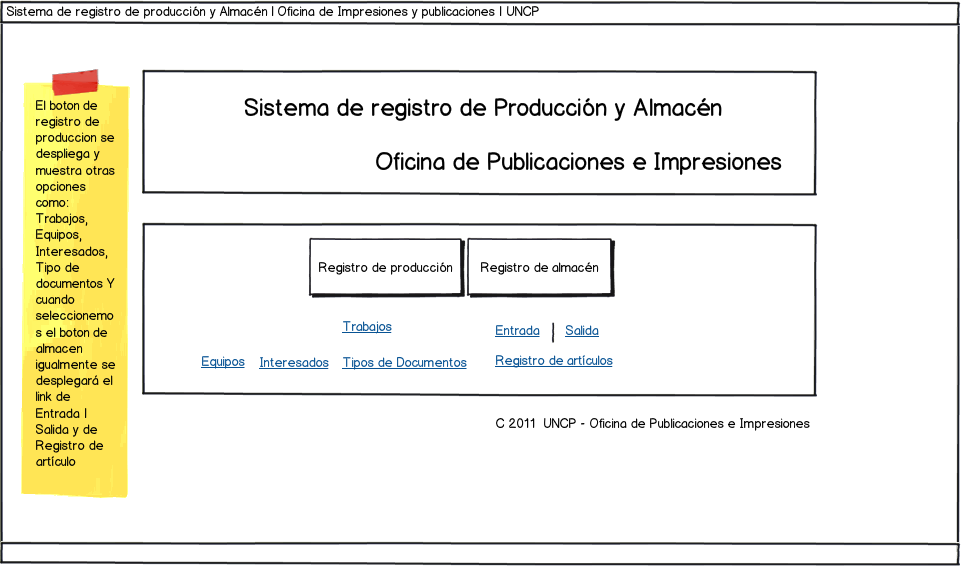 Sistema de registro de producción y Almacén | Oficina de Impresiones y publicaciones | UNCP
El boton de
registro de
produccion se
despliega y
muestra otras
opciones
como:
Trabajos,
Equipos,
Interesados,
Tipo de
documentos Y
cuando
seleccionemo
s el boton de
almacen
igualmente se
desplegará el
link de
Entrada |
Salida y de
Registro de
artículo
Sistema de registro de Producción y Almacén
Oficina de Publicaciones e Impresiones
Registro de producción
Registro de almacén
Trabajos
Entrada | Salida
Equipos Interesados Tipos de Documentos
Registro de artículos
C 2011 UNCP - Oficina de Publicaciones e Impresiones